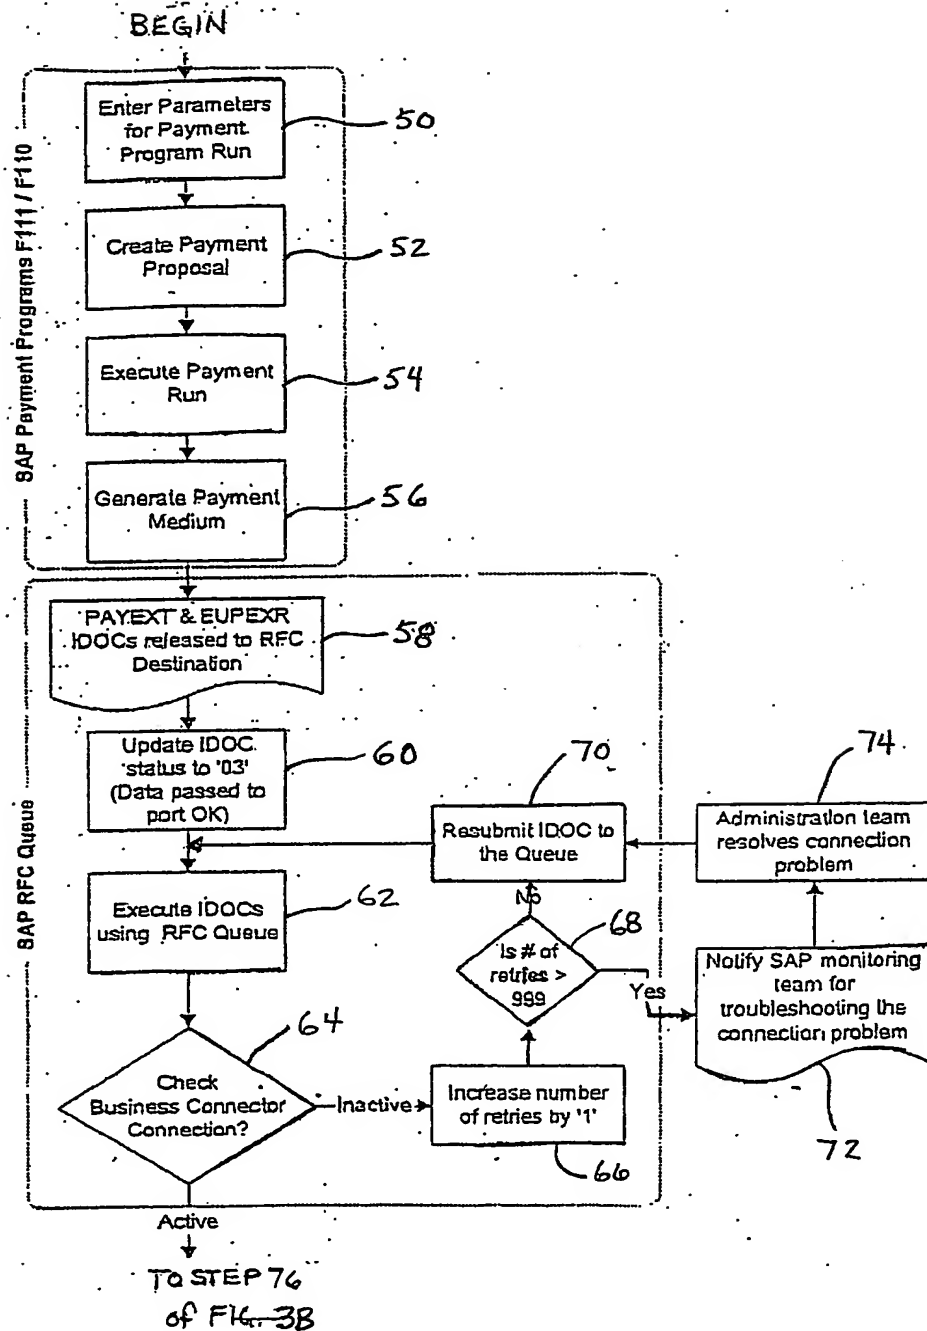 BEGIN
SAP Payment Programs F111 / F110
Enter Parameters
for Payment.
Program Run
50
Create Payment
Proposal
52
Execute Payment
Run
54
Generate Payment
Medium
56
SAP RFC Queue
PAYEXT & EUPEXR
IDOCs released to RFC
Destination
58
Update IDOC.
status to '03'
(Data passed to
port OK)
60
70
Resubmit IDOC to
the Queue
74
Administration team
resolves connection
problem
Execute IDOCs
using RFC Queue
62
No
Is # of
retries >
999
68
Yes
Notify SAP monitoring
team for
troubleshooting the
connection problem
72
64
Check
Business Connector
Connection?
Inactive
Increase number
of retries by '1'
66
Active
TO STEP 76
of FIG. 3B